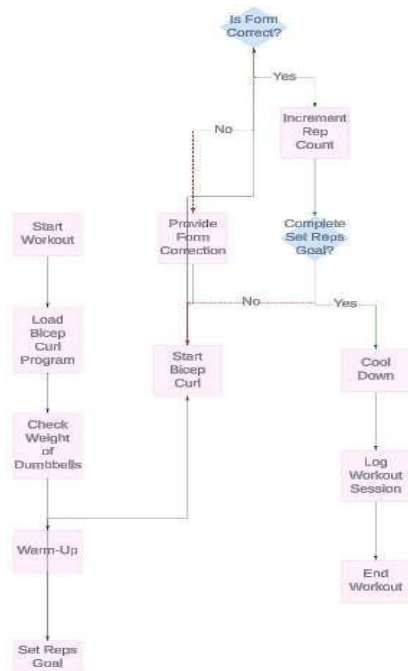 Is Form
Correct?
Yes
No
Increment
Rep
Count
Start
Workout
Provide
Form
Correction
Complete
Set Reps
Goal?
No
Yes
Load
Bicep
Curl
Program
Start
Bicep
Curl
Cool
Down
Check
Weight
of
Dumbbells
Log
Workout
Session
Warm-Up
End
Workout
Set Reps
Goal